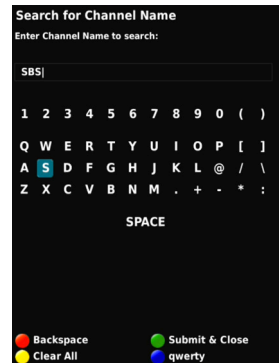 Search for Channel Name
Enter Channel Name to search:
SBS|
1 2 3 4 5 6 7 8 9 0 ( )
Q W E R T Y U I O P [ ]
A S D F G H J K L @ / \
Z X C V B N M . + - * :
SPACE
Backspace Submit & Close
Clear All qwerty